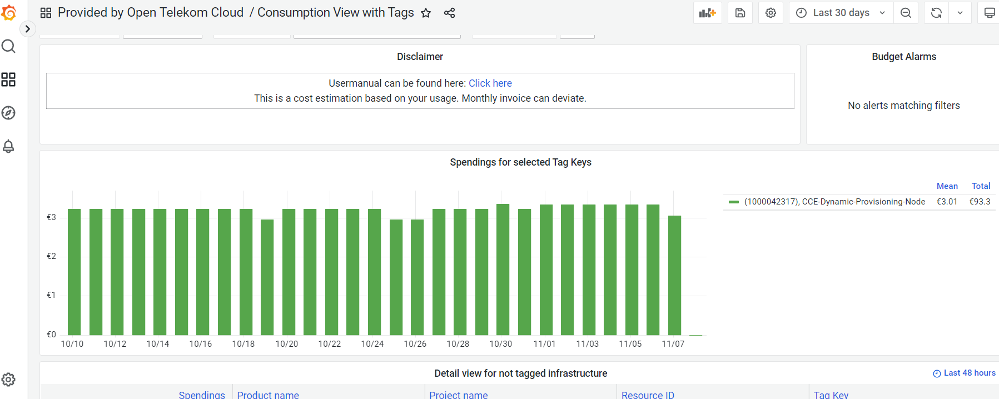 Provided by Open Telekom Cloud / Consumption View with Tags
Last 30 days
Disclaimer
Usermanual can be found here: Click here
This is a cost estimation based on your usage. Monthly invoice can deviate.
Budget Alarms
No alerts matching filters
Spendings for selected Tag Keys
€3
€2
€1
€0
10/10 10/12 10/14 10/16 10/18 10/20 10/22 10/24 10/26 10/28 10/30 11/01 11/03 11/05 11/07
Mean Total
(1000042317), CCE-Dynamic-Provisioning-Node €3.01 €93.3
Detail view for not tagged infrastructure
Last 48 hours
Spendings Product name Project name Resource ID Tag Key